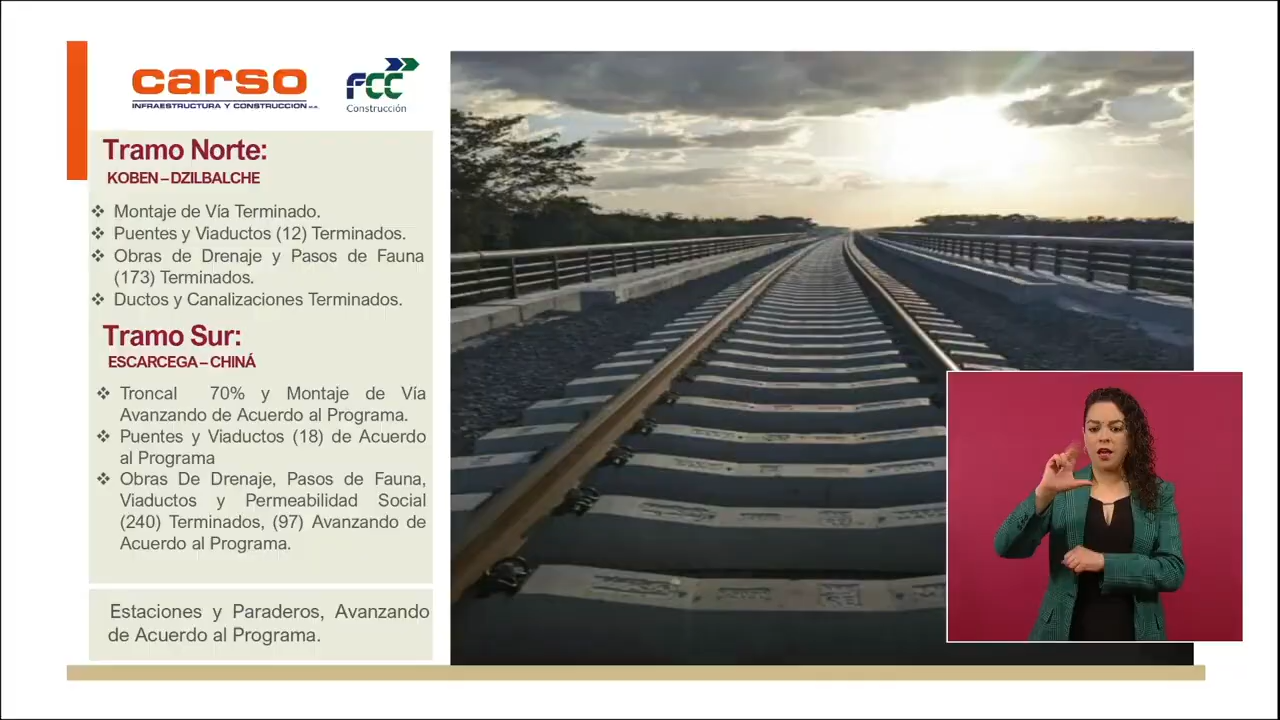 carso
INFRAESTRUCTURA Y CONSTRUCCION
FCC
Construcción
Tramo Norte:
KOBEN – DZILBALCHE
❖ Montaje de Vía Terminado.
❖ Puentes y Viaductos (12) Terminados.
❖ Obras de Drenaje y Pasos de Fauna
(173) Terminados.
❖ Ductos y Canalizaciones Terminados.
Tramo Sur:
ESCARCEGA – CHINÁ
❖ Troncal 70% y Montaje de Vía
Avanzando de Acuerdo al Programa.
❖ Puentes y Viaductos (18) de Acuerdo
al Programa
❖ Obras De Drenaje, Pasos de Fauna,
Viaductos y Permeabilidad Social
(240) Terminados, (97) Avanzando de
Acuerdo al Programa.
Estaciones y Paraderos, Avanzando
de Acuerdo al Programa.